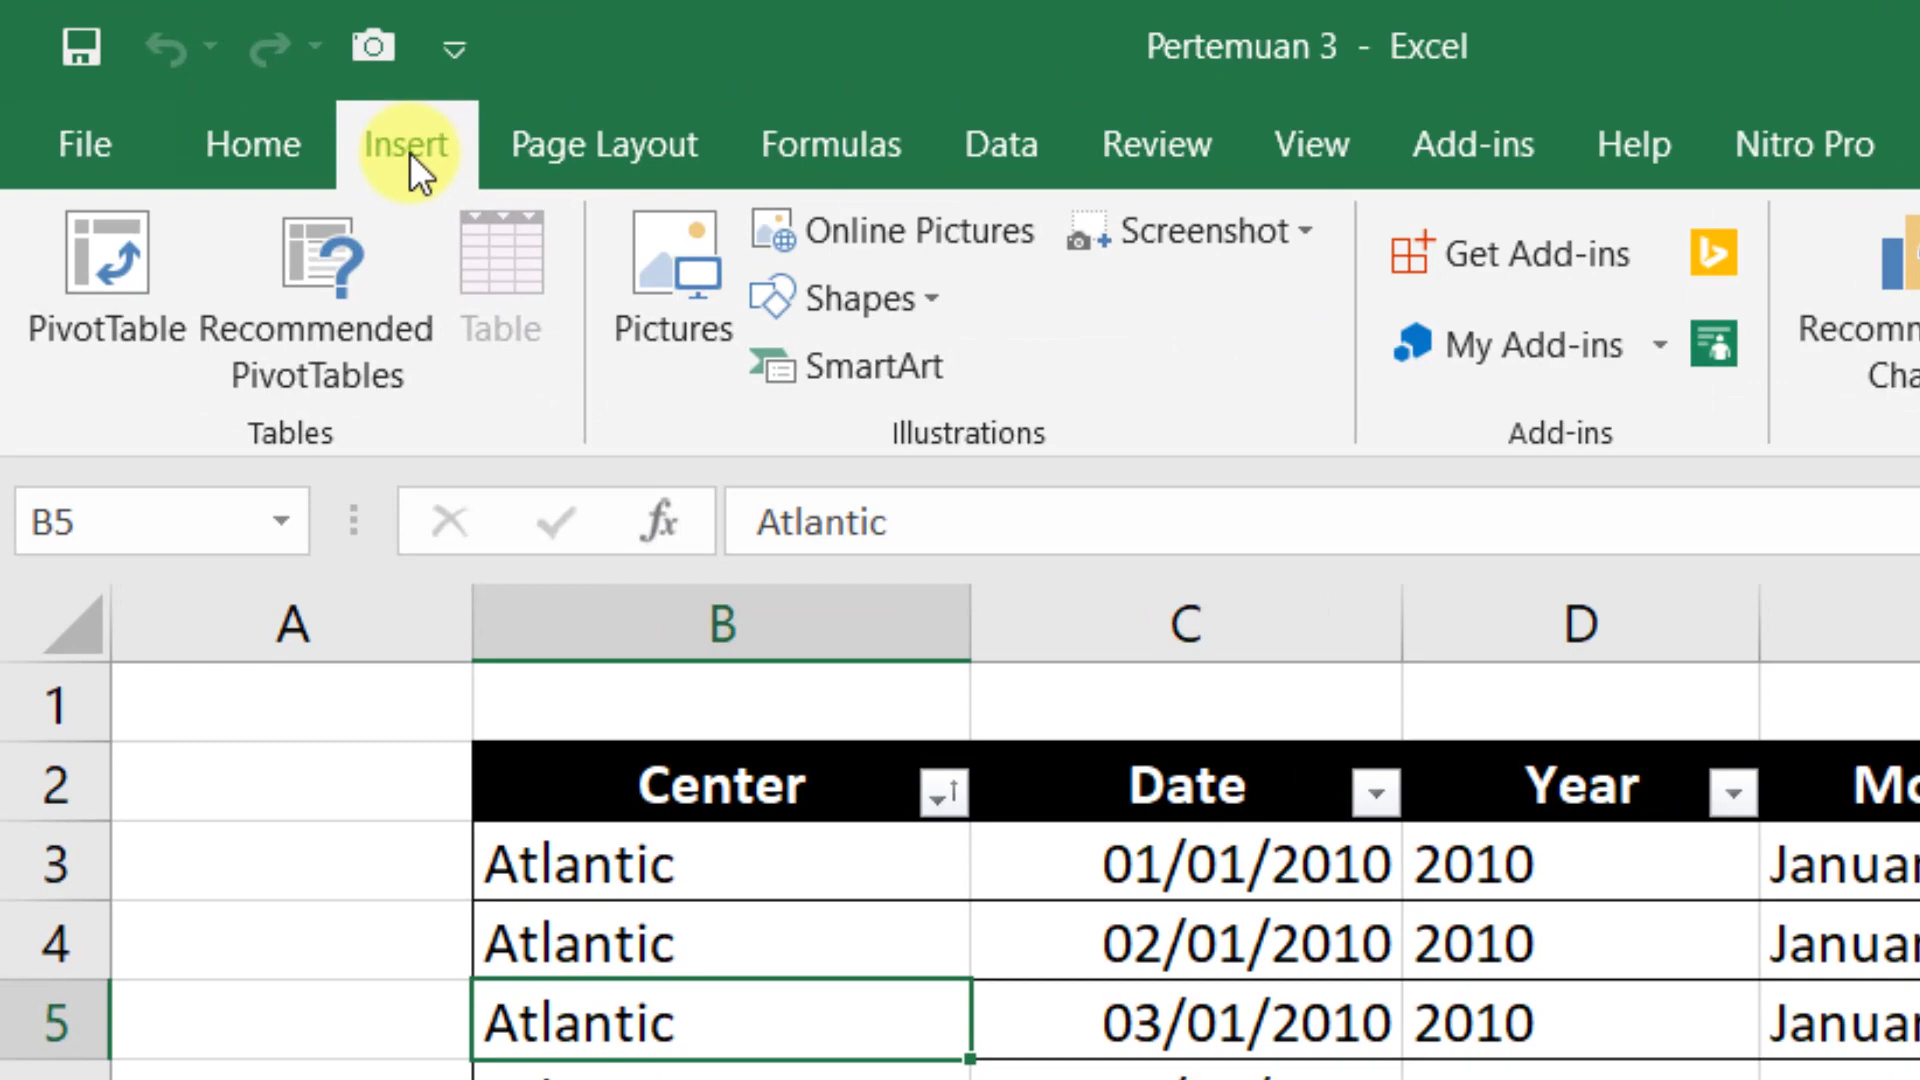 Pertemuan 3 - Excel
File Home Insert Page Layout Formulas Data Review View Add-ins Help Nitro Pro
PivotTable Recommended PivotTables Table
Tables
Pictures Online Pictures Screenshot
Shapes
SmartArt
Illustrations
Get Add-ins
My Add-ins
Add-ins
Recomm
Cha
B5 fx Atlantic
A B C D
1
2 Center Date Year Mo
3 Atlantic 01/01/2010 2010 Januar
4 Atlantic 02/01/2010 2010 Januar
5 Atlantic 03/01/2010 2010 Januar